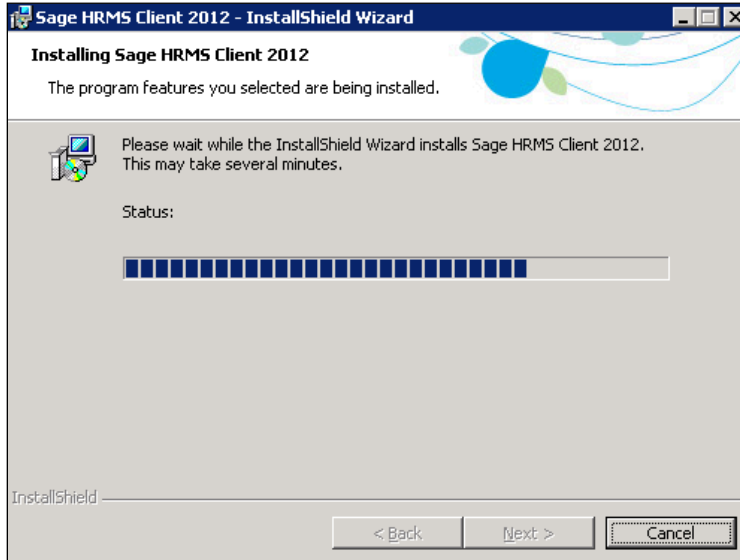 Sage HRMS Client 2012 - InstallShield Wizard
Installing Sage HRMS Client 2012
The program features you selected are being installed.
Please wait while the InstallShield Wizard installs Sage HRMS Client 2012.
This may take several minutes.
Status:
InstallShield
< Back
Next >
Cancel